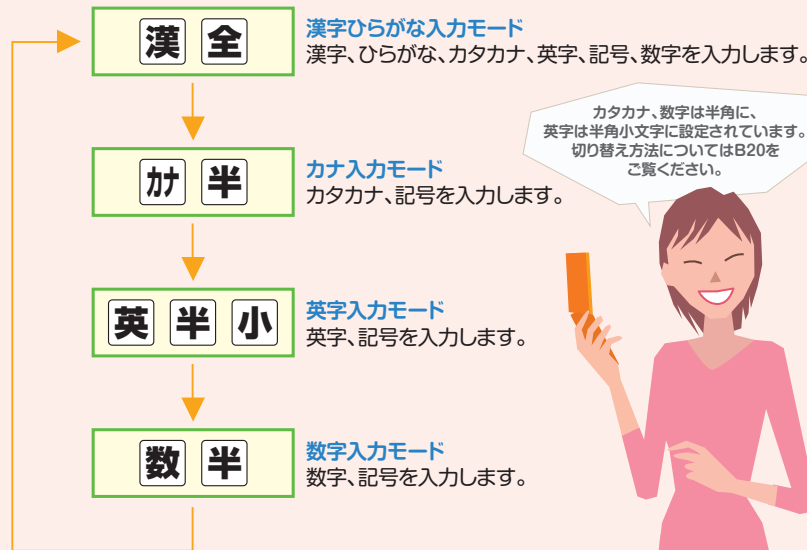 漢 全
漢字ひらがな入力モード
漢字、ひらがな、カタカナ、英字、記号、数字を入力します。
カタカナ、数字は半角に、
英字は半角小文字に設定されています。
切り替え方法についてはB20を
ご覧ください。
カナ 半
カナ入力モード
カタカナ、記号を入力します。
英 半 小
英字入力モード
英字、記号を入力します。
数 半
数字入力モード
数字、記号を入力します。